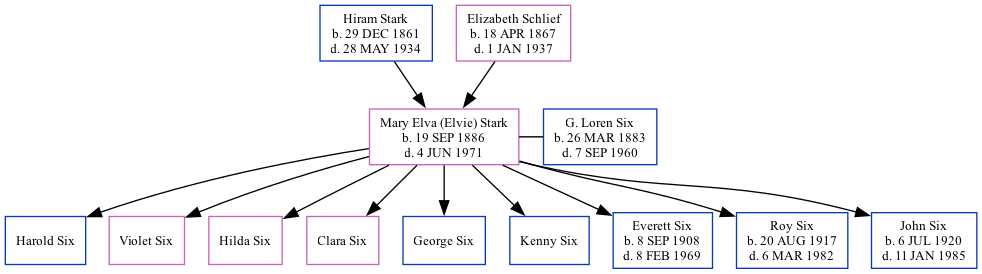 Hiram Stark
b. 29 DEC 1861
d. 28 MAY 1934
Elizabeth Schlief
b. 18 APR 1867
d. 1 JAN 1937
Mary Elva (Elvie) Stark
b. 19 SEP 1886
d. 4 JUN 1971
G. Loren Six
b. 26 MAR 1883
d. 7 SEP 1960
Harold Six
Violet Six
Hilda Six
Clara Six
George Six
Kenny Six
Everett Six
b. 8 SEP 1908
d. 8 FEB 1969
Roy Six
b. 20 AUG 1917
d. 6 MAR 1982
John Six
b. 6 JUL 1920
d. 11 JAN 1985